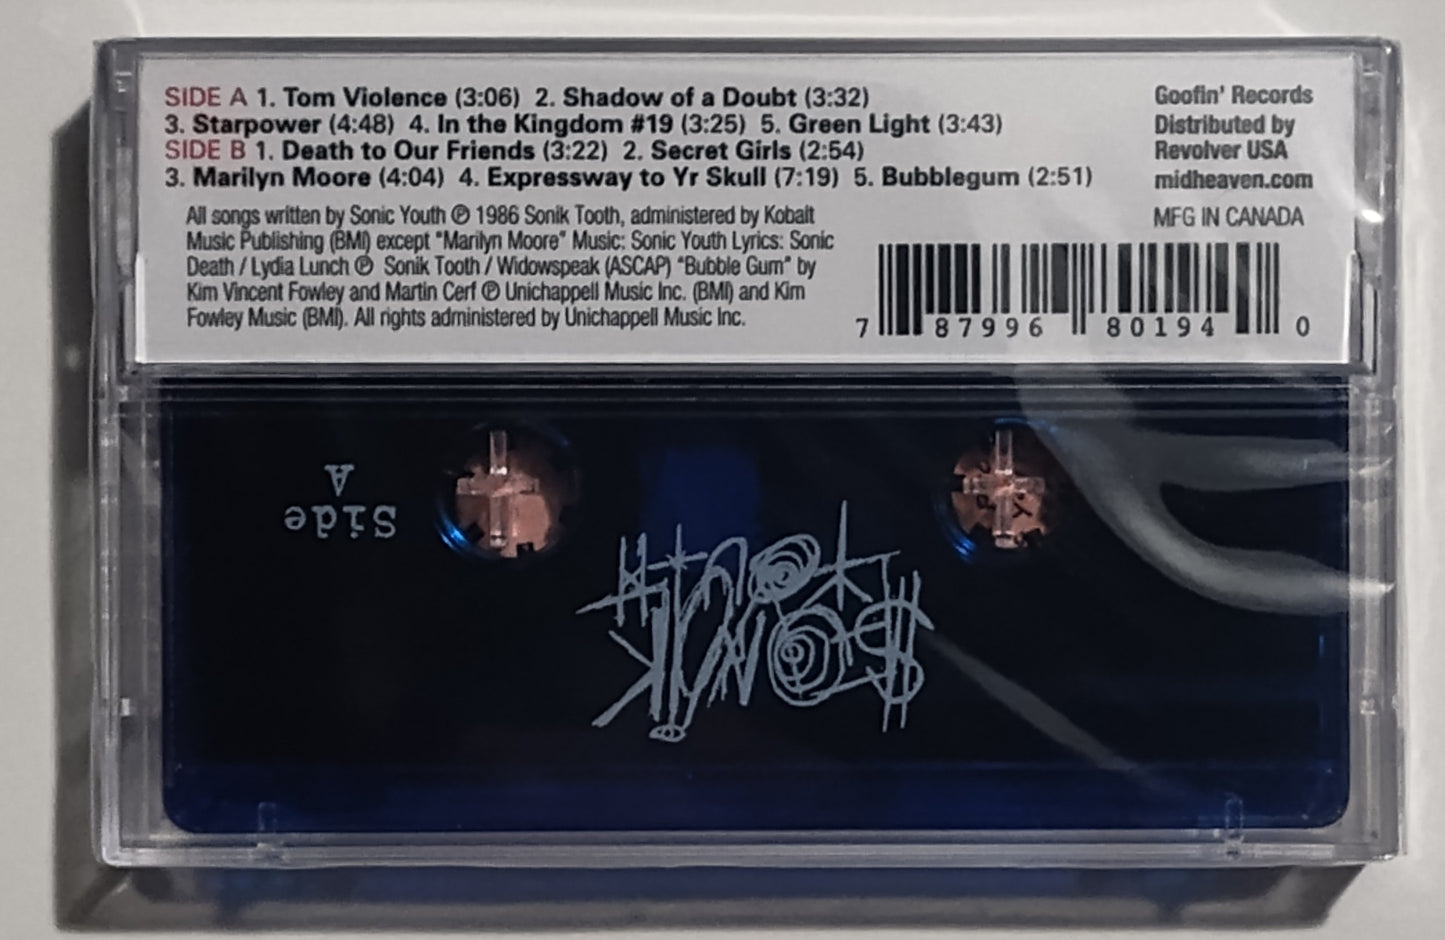 SIDE A 1. Tom Violence (3:06) 2. Shadow of a Doubt (3:32)
3. Starpower (4:48) 4. In the Kingdom #19 (3:25) 5. Green Light (3:43)
SIDE B 1. Death to Our Friends (3:22) 2. Secret Girls (2:54)
3. Marilyn Moore (4:04) 4. Expressway to Yr Skull (7:19) 5. Bubblegum (2:51)
All songs written by Sonic Youth ℗ 1986 Sonik Tooth, administered by Kobalt
Music Publishing (BMI) except "Marilyn Moore" Music: Sonic Youth Lyrics: Sonic
Death / Lydia Lunch ℗ Sonik Tooth / Widowspeak (ASCAP) "Bubble Gum" by
Kim Vincent Fowley and Martin Cerf ℗ Unichappell Music Inc. (BMI) and Kim
Fowley Music (BMI). All rights administered by Unichappell Music Inc.
Goofin' Records
Distributed by
Revolver USA
midheaven.com
MFG IN CANADA
7 87996 80194 0
Side
A
$ONIK
YOUTH